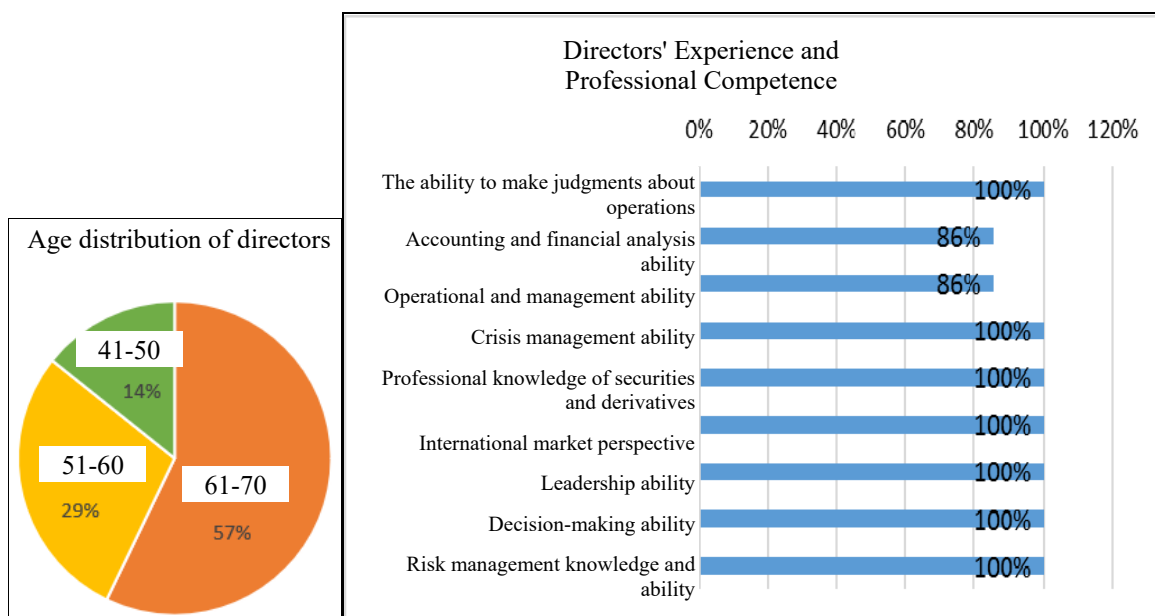 Age distribution of directors
41-50
14%
51-60
29%
61-70
57%
Directors' Experience and
Professional Competence
0% 20% 40% 60% 80% 100% 120%
The ability to make judgments about
operations
100%
Accounting and financial analysis
ability
86%
Operational and management ability
86%
Crisis management ability
100%
Professional knowledge of securities
and derivatives
100%
International market perspective
100%
Leadership ability
100%
Decision-making ability
100%
Risk management knowledge and
ability
100%